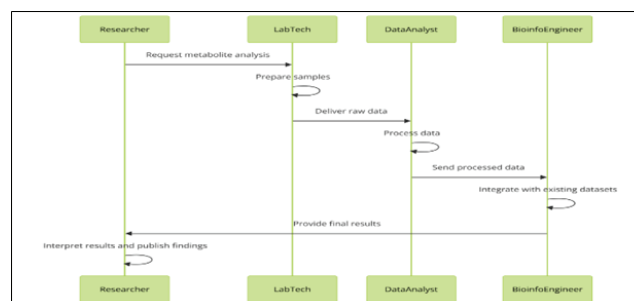 Researcher LabTech DataAnalyst BioinfoEngineer
Request metabolite analysis
Prepare samples
Deliver raw data
Process data
Send processed data
Integrate with existing datasets
Provide final results
Interpret results and publish findings
Researcher LabTech DataAnalyst BioinfoEngineer